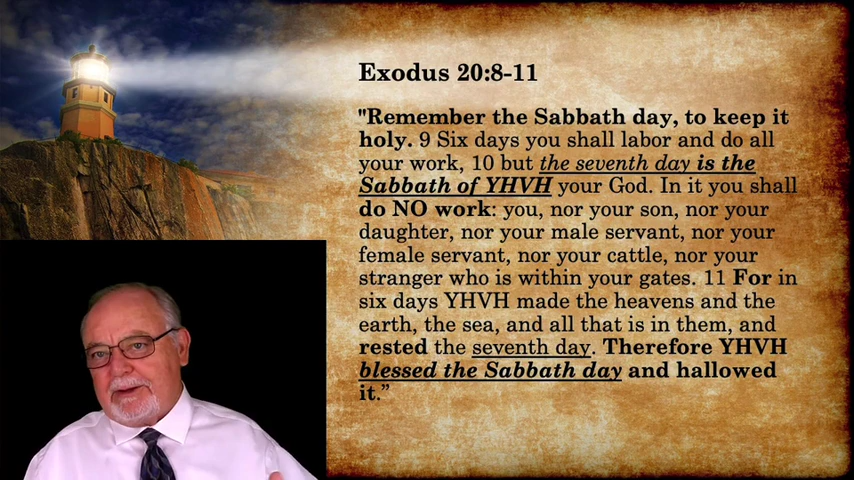 Exodus 20:8-11
"Remember the Sabbath day, to keep it
holy. 9 Six days you shall labor and do all
your work, 10 but the seventh day is the
Sabbath of YHVH your God. In it you shall
do NO work: you, nor your son, nor your
daughter, nor your male servant, nor your
female servant, nor your cattle, nor your
stranger who is within your gates. 11 For in
six days YHVH made the heavens and the
earth, the sea, and all that is in them, and
rested the seventh day. Therefore YHVH
blessed the Sabbath day and hallowed
it.”